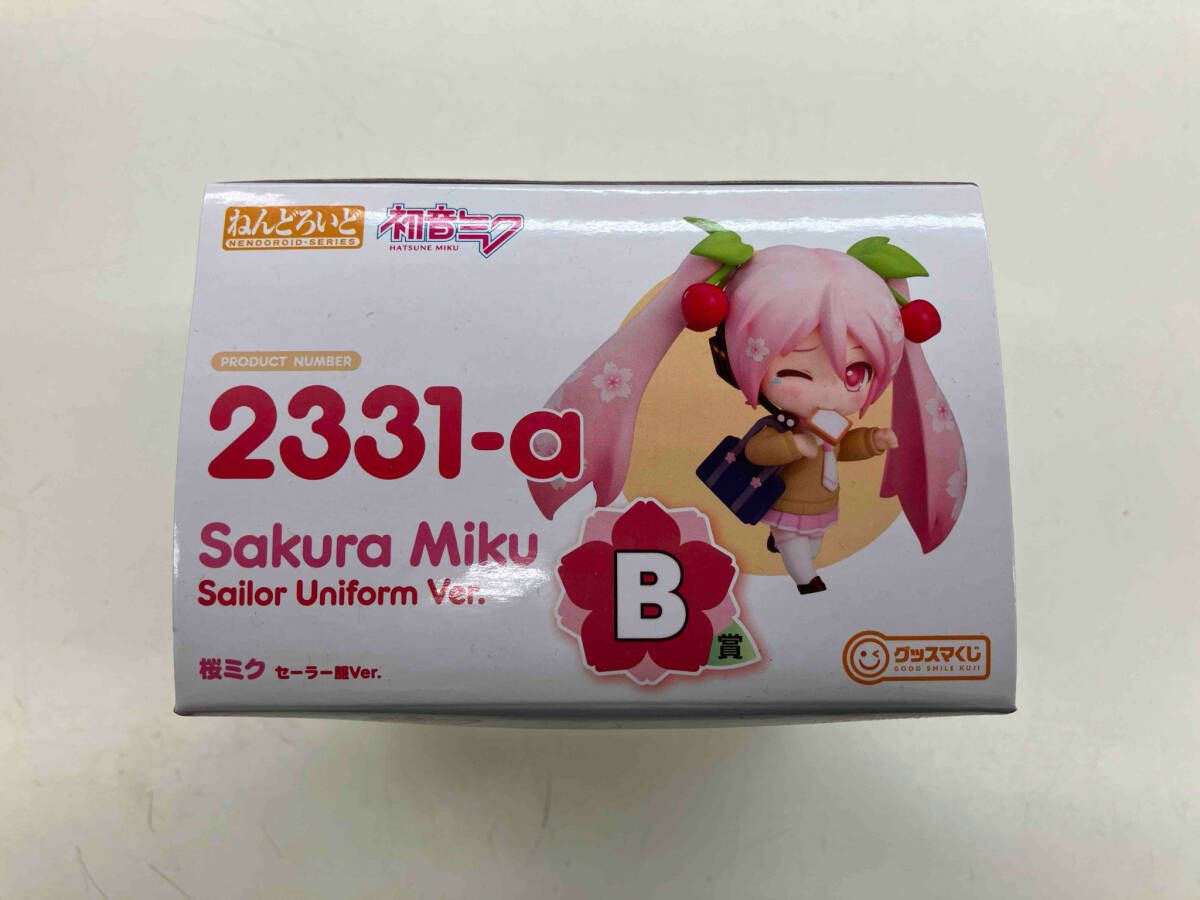 ねんどろいど
NENDOROID·SERIES
初音ミク
HATSUNE MIKU
PRODUCT NUMBER
2331-a
Sakura Miku
Sailor Uniform Ver.
桜ミク セーラー服Ver.
B
賞
グッスマくじ
GOOD SMILE KUJI